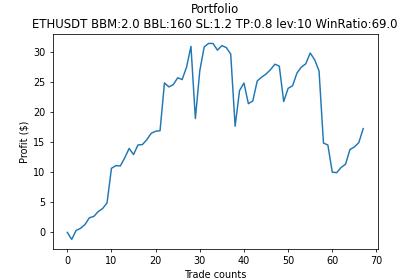 Portfolio
ETHUSDT BBM:2.0 BBL:160 SL:1.2 TP:0.8 lev:10 WinRatio:69.0
30
25
20
15
10
5
0
Profit ($)
0 10 20 30 40 50 60 70
Trade counts